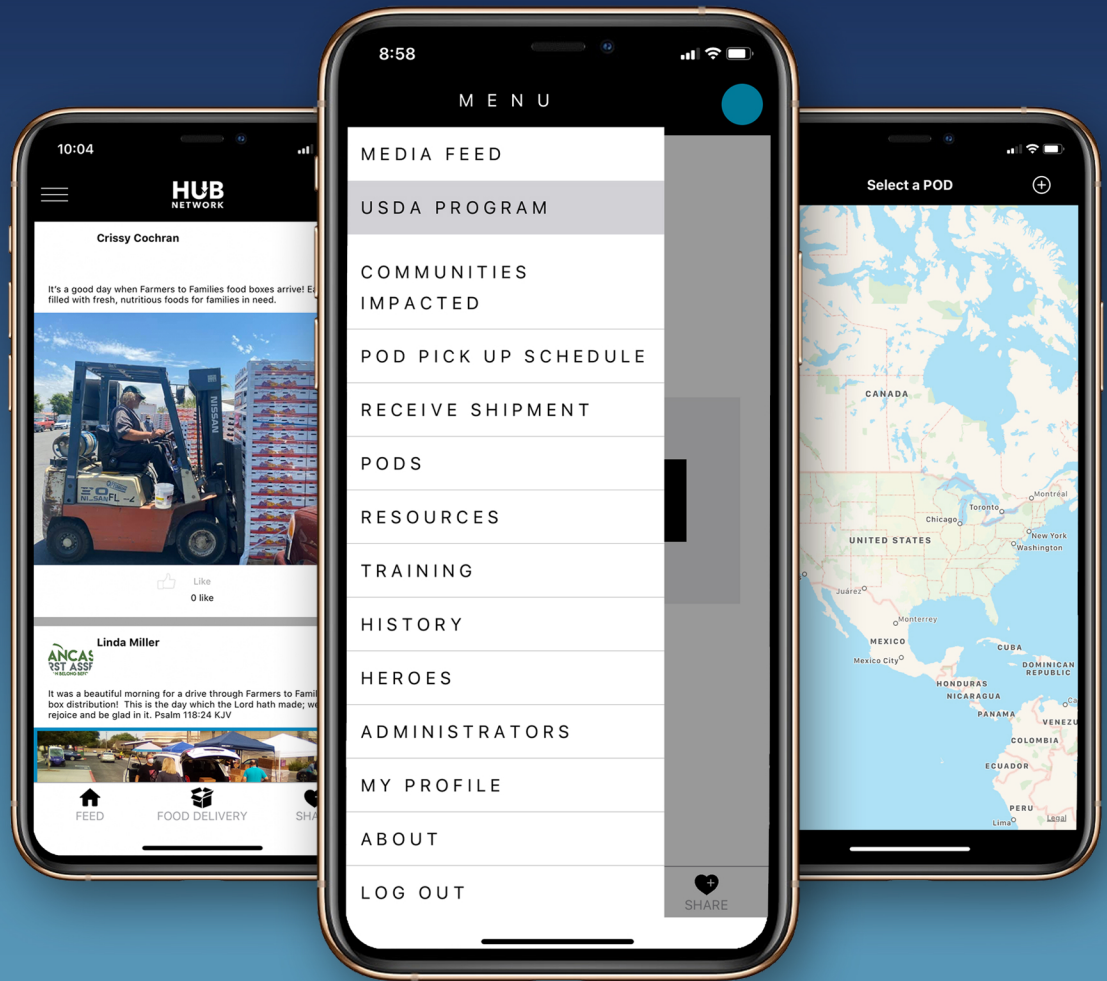 10:04
HUB
NETWORK
Crissy Cochran
It's a good day when Farmers to Families food boxes arrive!
filled with fresh, nutritious foods for families in need.
NISSAN
NISSAN
Like
0 like
Linda Miller
It was a beautiful morning for a drive through Farmers to
box distribution! This is the day which the Lord hath made;
rejoice and be glad in it. Psalm 118:24 KJV
FEED
FOOD DELIVERY
8:58
MENU
MEDIA FEED
USDA PROGRAM
COMMUNITIES
IMPACTED
POD PICK UP SCHEDULE
RECEIVE SHIPMENT
PODS
RESOURCES
TRAINING
HISTORY
HEROES
ADMINISTRATORS
MY PROFILE
ABOUT
LOG OUT
SHARE
Select a POD
CANADA
Montréal
Toronto
Chicago
New York
UNITED STATES
Washington
Juárez
Monterrey
MEXICO
CUBA
Mexico City
DOMINICAN
REPUBLIC
HONDURAS
NICARAGUA
PANAMA
COLOMBIA
ECUADOR
PERU
Lima
Legal